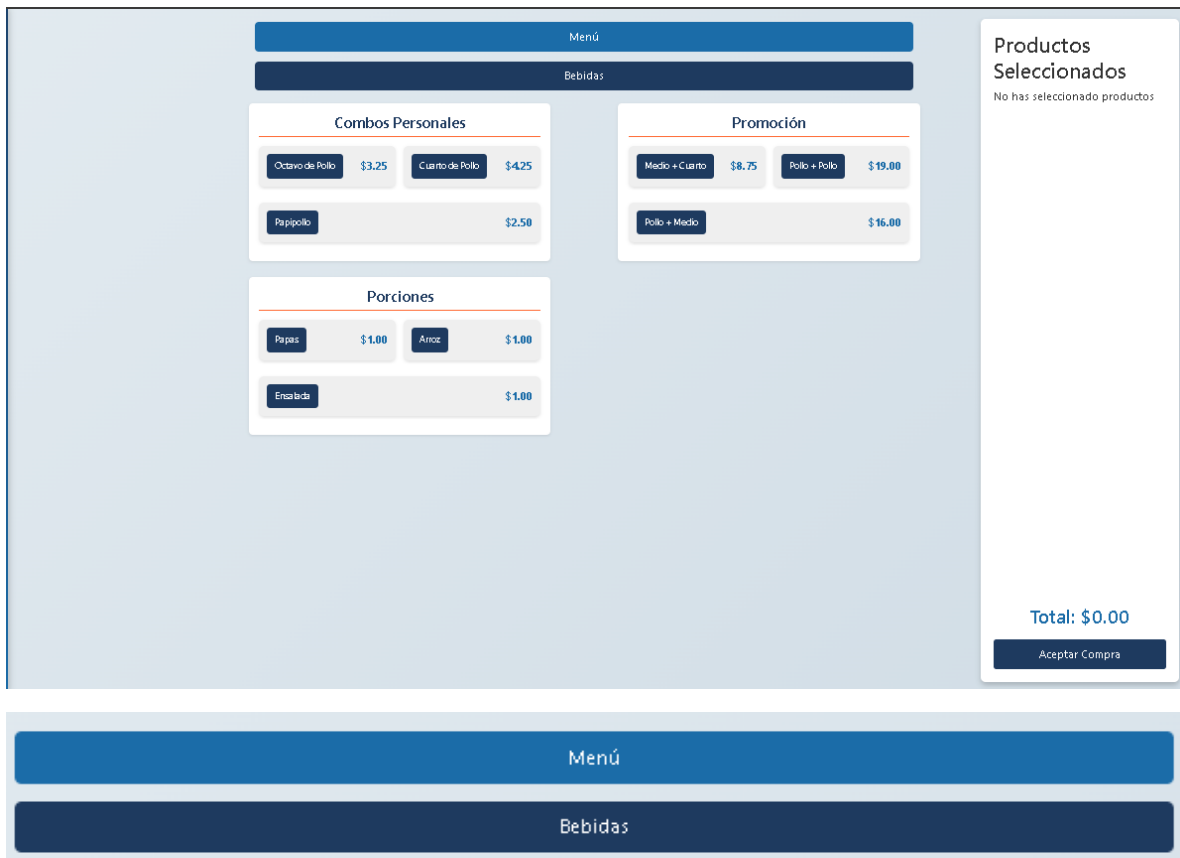 Menú
Bebidas
Combos Personales
Octavo de Pollo $3.25 Cuarto de Pollo $4.25
Papipollo $2.50
Promoción
Medio + Cuarto $8.75 Pollo + Pollo $19.00
Pollo + Medio $16.00
Porciones
Papas $1.00 Arroz $1.00
Ensalada $1.00
Productos
Seleccionados
No has seleccionado productos
Total: $0.00
Aceptar Compra
Menú
Bebidas